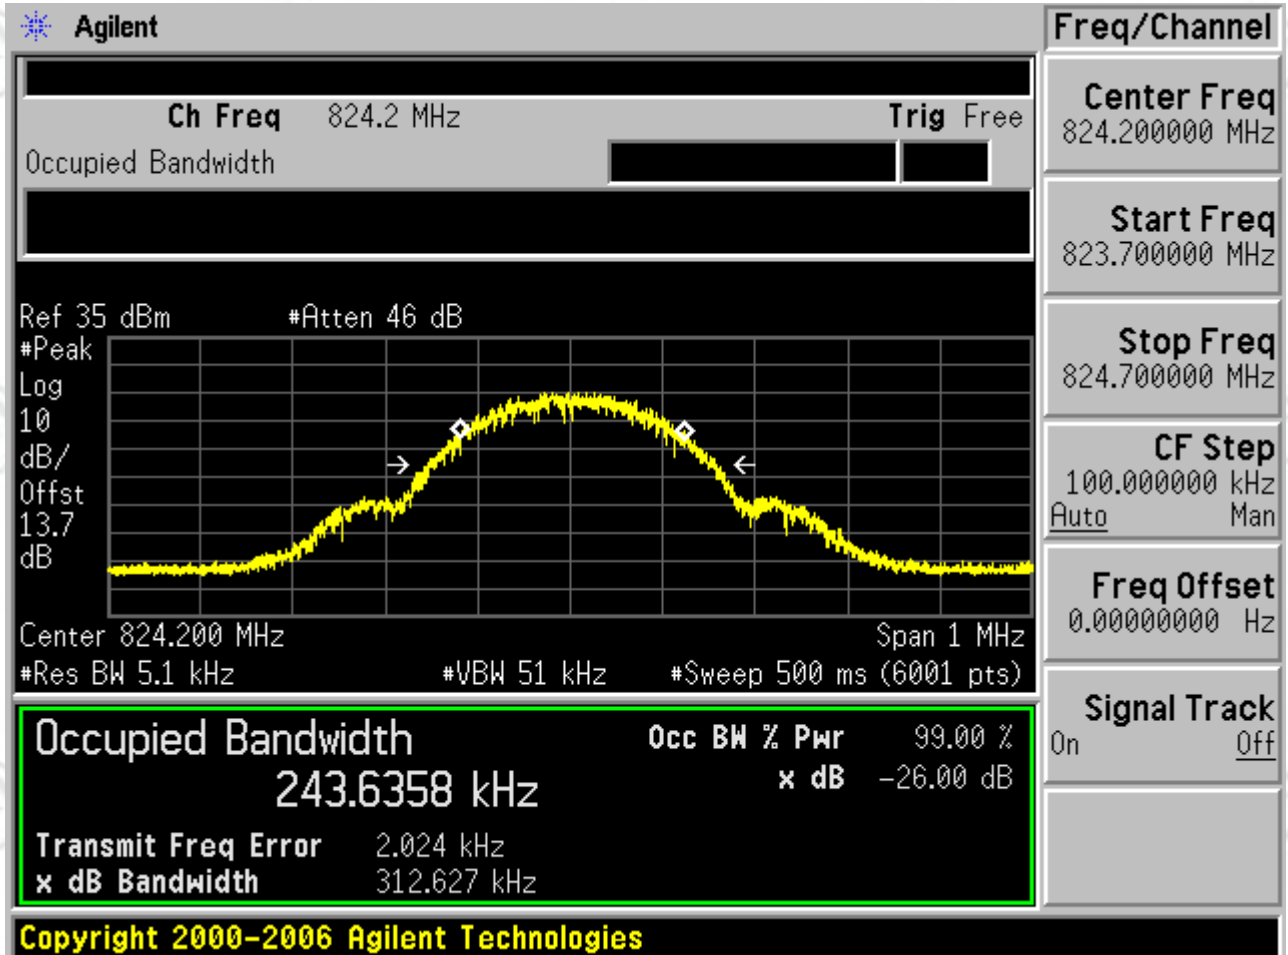 Agilent
Freq/Channel
Ch Freq 824.2 MHz Trig Free
Occupied Bandwidth
Center Freq
824.200000 MHz
Start Freq
823.700000 MHz
Stop Freq
824.700000 MHz
CF Step
100.000000 kHz
Auto Man
Freq Offset
0.00000000 Hz
Signal Track
On Off
Ref 35 dBm #Atten 46 dB
#Peak
Log
10
dB/
Offst
13.7
dB
Center 824.200 MHz Span 1 MHz
#Res BW 5.1 kHz #VBW 51 kHz #Sweep 500 ms (6001 pts)
Occupied Bandwidth
243.6358 kHz
Occ BW % Pwr 99.00 %
x dB -26.00 dB
Transmit Freq Error 2.024 kHz
x dB Bandwidth 312.627 kHz
Copyright 2000-2006 Agilent Technologies